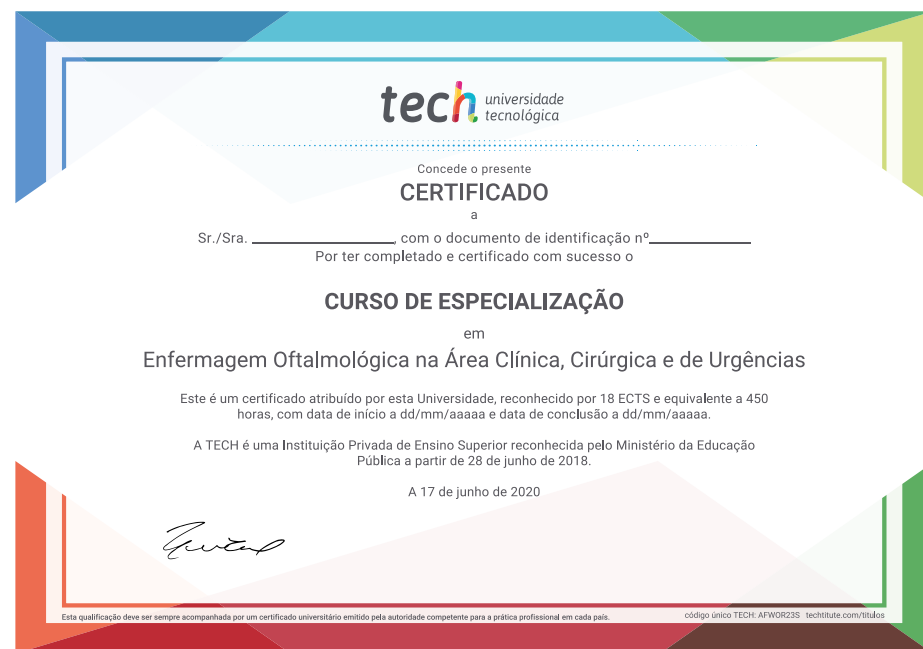 tech universidade
tecnológica
Concede o presente
CERTIFICADO
a
Sr./Sra. ____________________, com o documento de identificação nº______________
Por ter completado e certificado com sucesso o
CURSO DE ESPECIALIZAÇÃO
em
Enfermagem Oftalmológica na Área Clínica, Cirúrgica e de Urgências
Este é um certificado atribuído por esta Universidade, reconhecido por 18 ECTS e equivalente a 450
horas, com data de início a dd/mm/aaaaa e data de conclusão a dd/mm/aaaaa.
A TECH é uma Instituição Privada de Ensino Superior reconhecida pelo Ministério da Educação
Pública a partir de 28 de junho de 2018.
A 17 de junho de 2020
Esta qualificação deve ser sempre acompanhada por um certificado universitário emitido pela autoridade competente para a prática profissional em cada país.
código único TECH: AFWOR23S techtitute.com/titulos